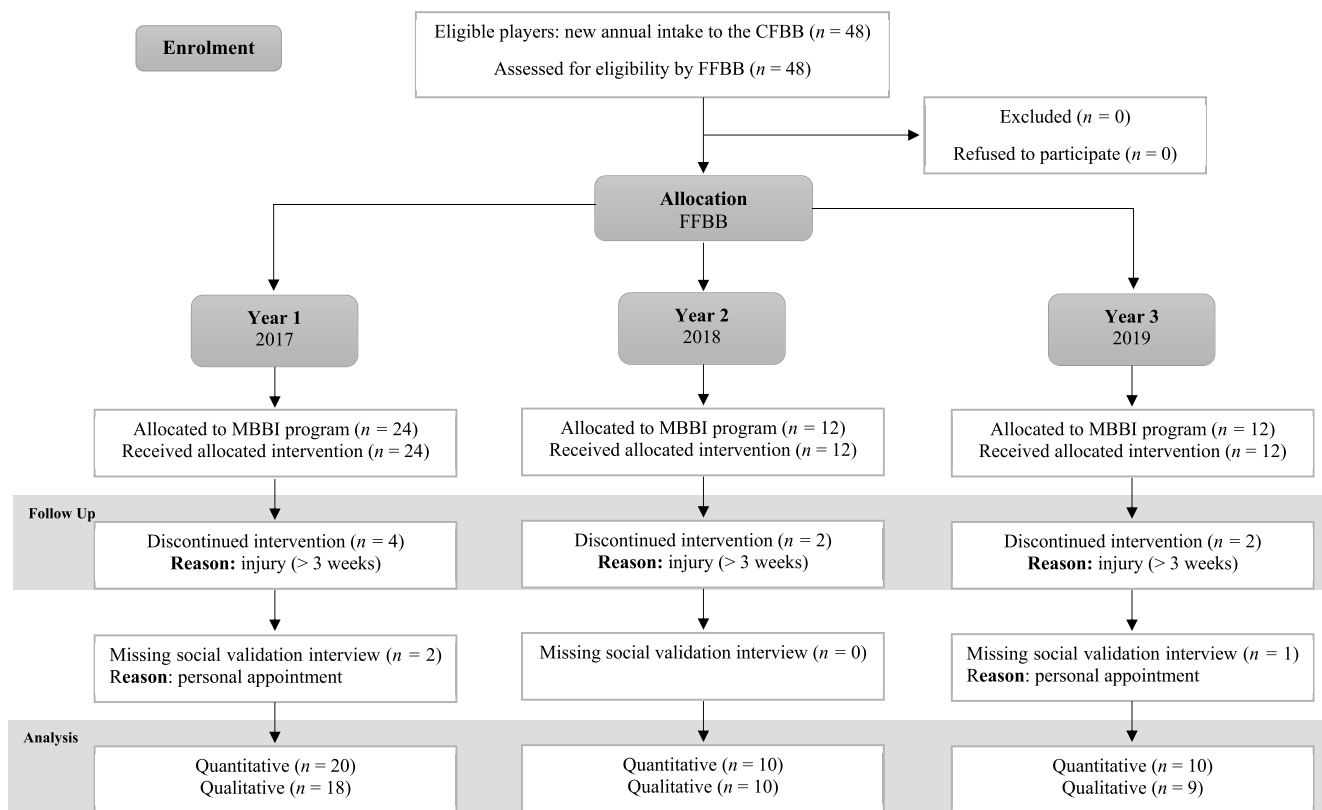 Enrolment
Eligible players: new annual intake to the CFBB (n = 48)
Assessed for eligibility by FFBB (n = 48)
Excluded (n = 0)
Refused to participate (n = 0)
Allocation
FFBB
Year 1
2017
Year 2
2018
Year 3
2019
Allocated to MBBI program (n = 24)
Received allocated intervention (n = 24)
Allocated to MBBI program (n = 12)
Received allocated intervention (n = 12)
Allocated to MBBI program (n = 12)
Received allocated intervention (n = 12)
Follow Up
Discontinued intervention (n = 4)
Reason: injury (> 3 weeks)
Discontinued intervention (n = 2)
Reason: injury (> 3 weeks)
Discontinued intervention (n = 2)
Reason: injury (> 3 weeks)
Missing social validation interview (n = 2)
Reason: personal appointment
Missing social validation interview (n = 0)
Missing social validation interview (n = 1)
Reason: personal appointment
Analysis
Quantitative (n = 20)
Qualitative (n = 18)
Quantitative (n = 10)
Qualitative (n = 10)
Quantitative (n = 10)
Qualitative (n = 9)